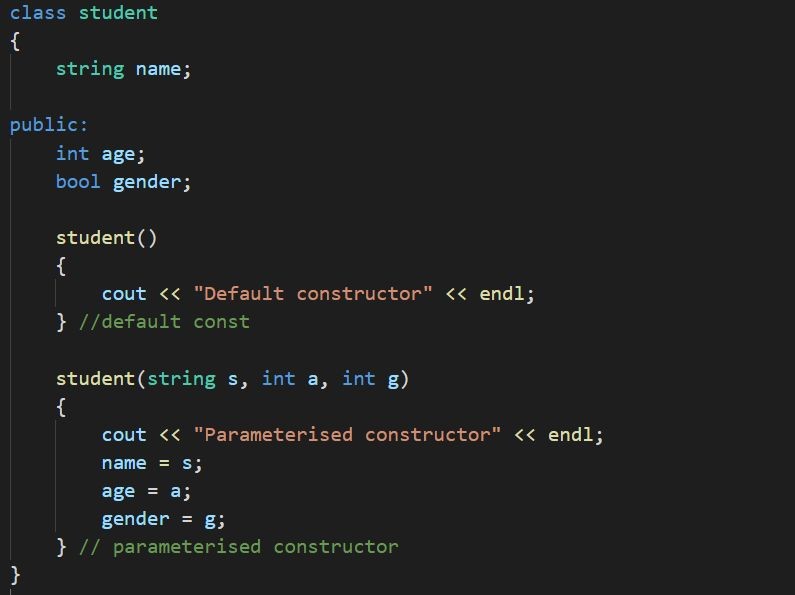 class student
{
    string name;

public:
    int age;
    bool gender;

    student()
    {
        cout << "Default constructor" << endl;
    } //default const

    student(string s, int a, int g)
    {
        cout << "Parameterised constructor" << endl;
        name = s;
        age = a;
        gender = g;
    } // parameterised constructor
}